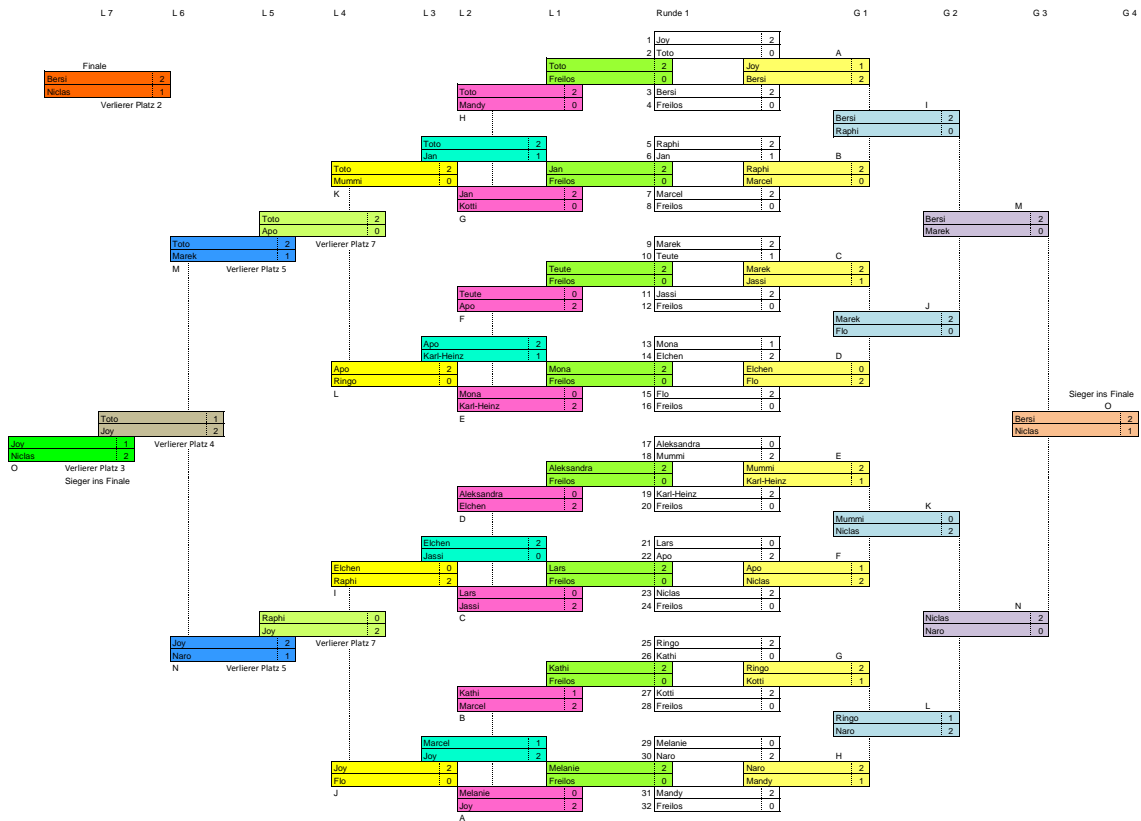 L 7 L 6 L 5 L 4 L 3 L 2 L 1 Runde 1 G 1 G 2 G 3 G 4
1 Joy 2
2 Toto 0 A
Finale Toto 2 Joy 1
Bersi 2 Freilos 0 Bersi 2
Niclas 1 Toto 2 3 Bersi 2
Verlierer Platz 2 Mandy 0 4 Freilos 0 I
H Bersi 2
Raphi 0
Toto 2 5 Raphi 2
Jan 1 6 Jan 1 B
Toto 2 Jan 2 Raphi 2
Mummi 0 Freilos 0 Marcel 0
K Jan 2 7 Marcel 2
Kotti 0 8 Freilos 0 M
Toto 2 G Bersi 2
Apo 0 Marek 0
Toto 2 Verlierer Platz 7 9 Marek 2
Marek 1 10 Teute 1 C
M Verlierer Platz 5 Teute 2 Marek 2
Freilos 0 Jassi 1
Teute 0 11 Jassi 2
Apo 2 12 Freilos 0 J
F Marek 2
Flo 0
Apo 2 13 Mona 1
Karl-Heinz 1 14 Elchen 2 D
Apo 2 Mona 2 Elchen 0
Ringo 0 Freilos 0 Flo 2
L Mona 0 15 Flo 2 Sieger ins Finale
Karl-Heinz 2 16 Freilos 0 O
Toto 1 E Bersi 2
Joy 2 Niclas 1
Joy 1 Verlierer Platz 4 17 Aleksandra 0
Niclas 2 18 Mummi 2 E
O Verlierer Platz 3 Aleksandra 2 Mummi 2
Sieger ins Finale Freilos 0 Karl-Heinz 1
Aleksandra 0 19 Karl-Heinz 2
Elchen 2 20 Freilos 0 K
D Mummi 0
Niclas 2
Elchen 2 21 Lars 0
Jassi 0 22 Apo 2 F
Elchen 0 Lars 2 Apo 1
Raphi 2 Freilos 0 Niclas 2
I Lars 0 23 Niclas 2
Jassi 2 24 Freilos 0 N
Raphi 0 C Niclas 2
Joy 2 Naro 0
Joy 2 Verlierer Platz 7 25 Ringo 2
Naro 1 26 Kathi 0 G
N Verlierer Platz 5 Kathi 2 Ringo 2
Freilos 0 Kotti 1
Kathi 1 27 Kotti 2
Marcel 2 28 Freilos 0 L
B Ringo 1
Naro 2
Marcel 1 29 Melanie 0
Joy 2 30 Naro 2 H
Joy 2 Melanie 2 Naro 2
Flo 0 Freilos 0 Mandy 1
J Melanie 0 31 Mandy 2
Joy 2 32 Freilos 0
A